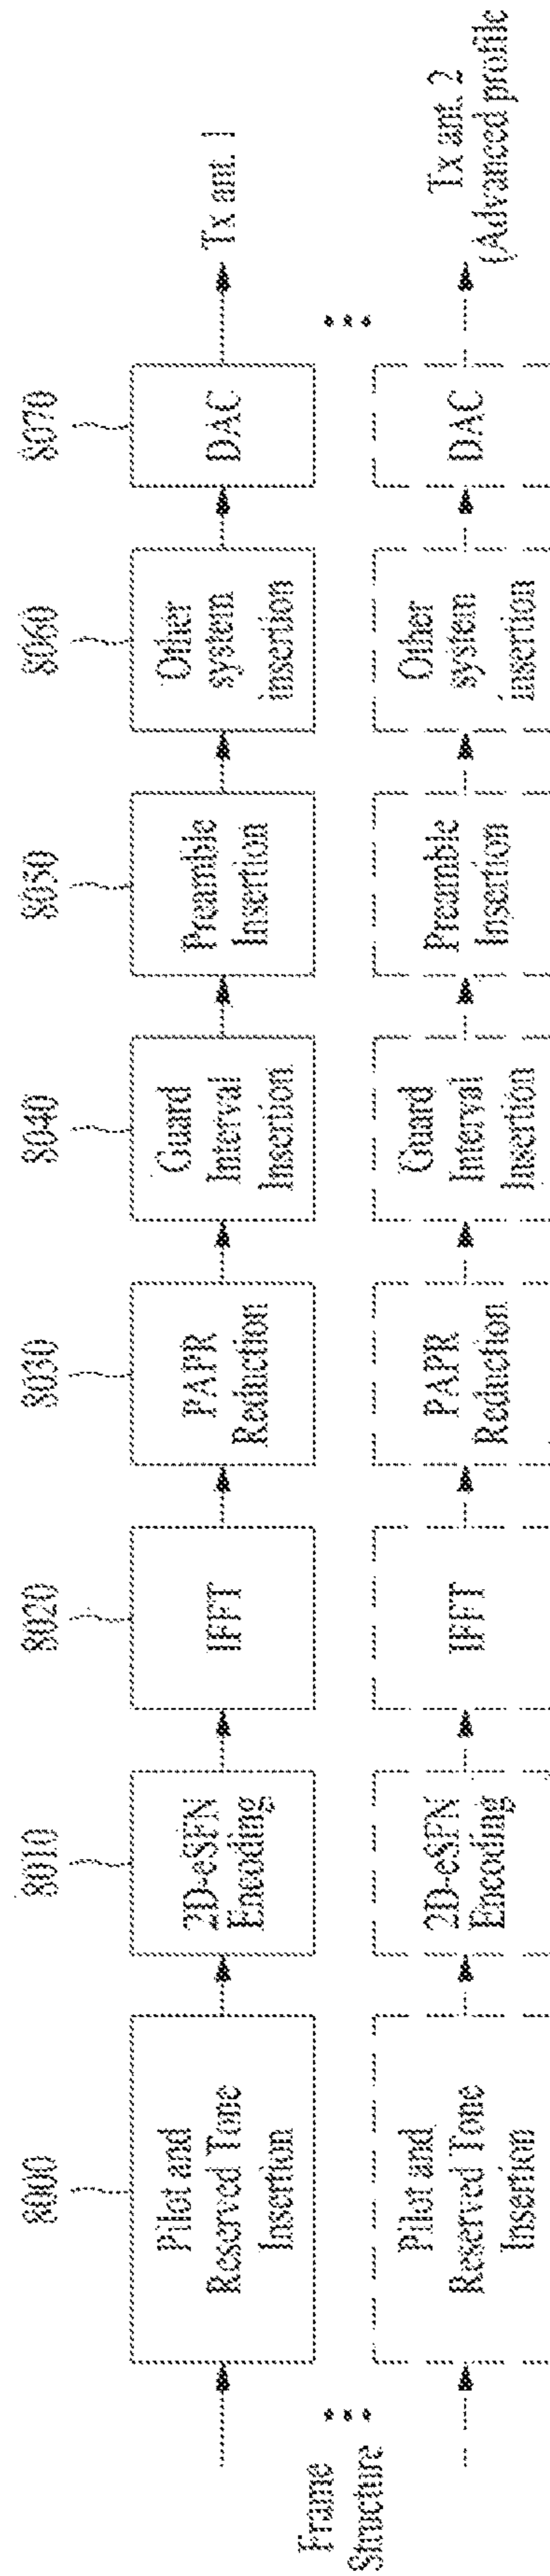 8000
8010
8020
8030
8040
8050
8060
8070
Frame
Structure
Pilot and
Reserved Tone
Insertion
2D-eSFN
Encoding
IFFT
PAPR
Reduction
Guard
Interval
Insertion
Preamble
Insertion
Other
system
insertion
DAC
Tx ant. 1
Pilot and
Reserved Tone
Insertion
2D-eSFN
Encoding
IFFT
PAPR
Reduction
Guard
Interval
Insertion
Preamble
Insertion
Other
system
insertion
DAC
Tx ant. 2
(Advanced profile